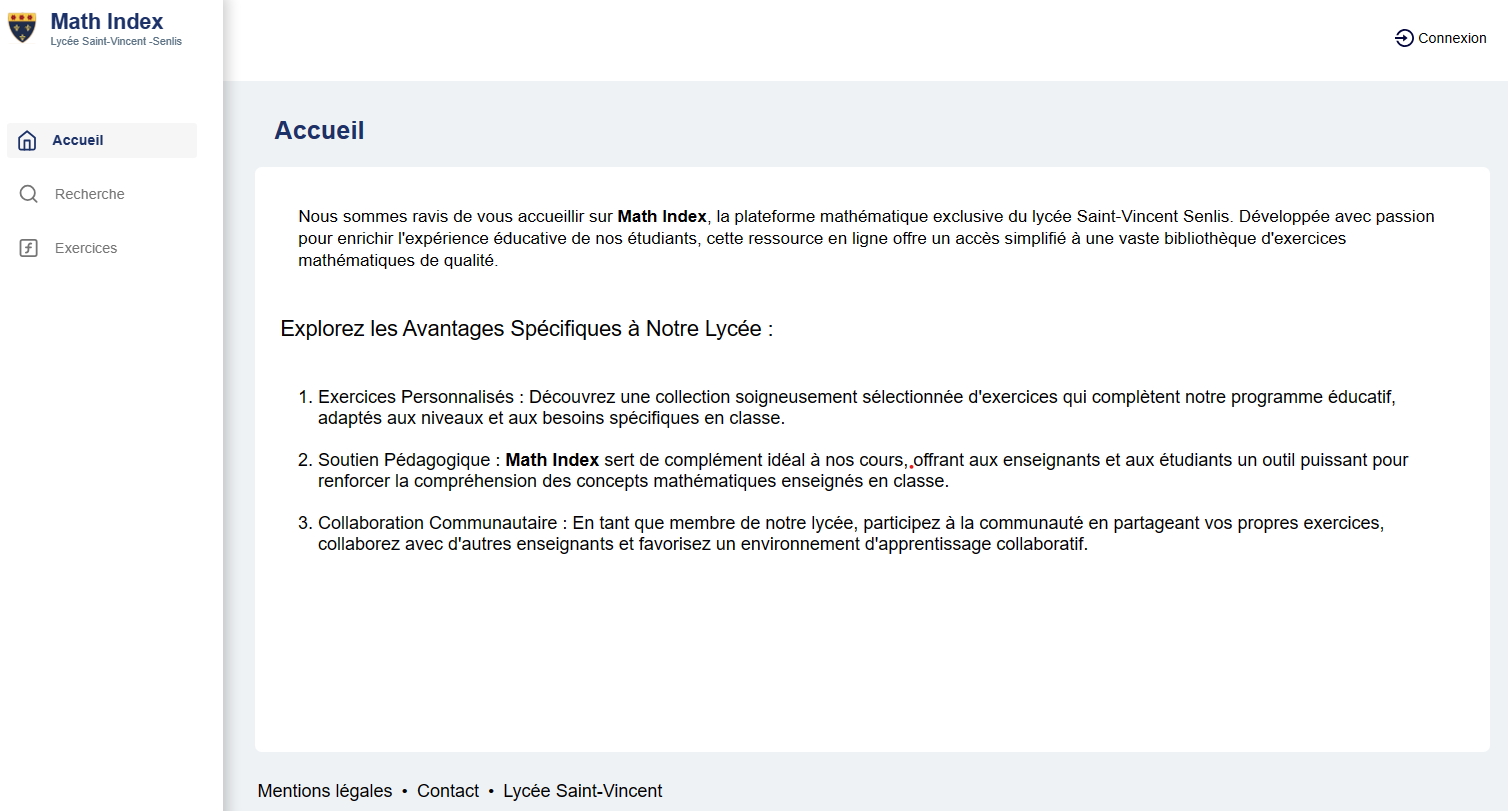 Math Index
Lycée Saint-Vincent -Senlis
Connexion
Accueil
Recherche
Exercices
Accueil
Nous sommes ravis de vous accueillir sur Math Index, la plateforme mathématique exclusive du lycée Saint-Vincent Senlis. Développée avec passion
pour enrichir l'expérience éducative de nos étudiants, cette ressource en ligne offre un accès simplifié à une vaste bibliothèque d'exercices
mathématiques de qualité.
Explorez les Avantages Spécifiques à Notre Lycée :
1. Exercices Personnalisés : Découvrez une collection soigneusement sélectionnée d'exercices qui complètent notre programme éducatif,
adaptés aux niveaux et aux besoins spécifiques en classe.
2. Soutien Pédagogique : Math Index sert de complément idéal à nos cours, offrant aux enseignants et aux étudiants un outil puissant pour
renforcer la compréhension des concepts mathématiques enseignés en classe.
3. Collaboration Communautaire : En tant que membre de notre lycée, participez à la communauté en partageant vos propres exercices,
collaborez avec d'autres enseignants et favorisez un environnement d'apprentissage collaboratif.
Mentions légales • Contact • Lycée Saint-Vincent